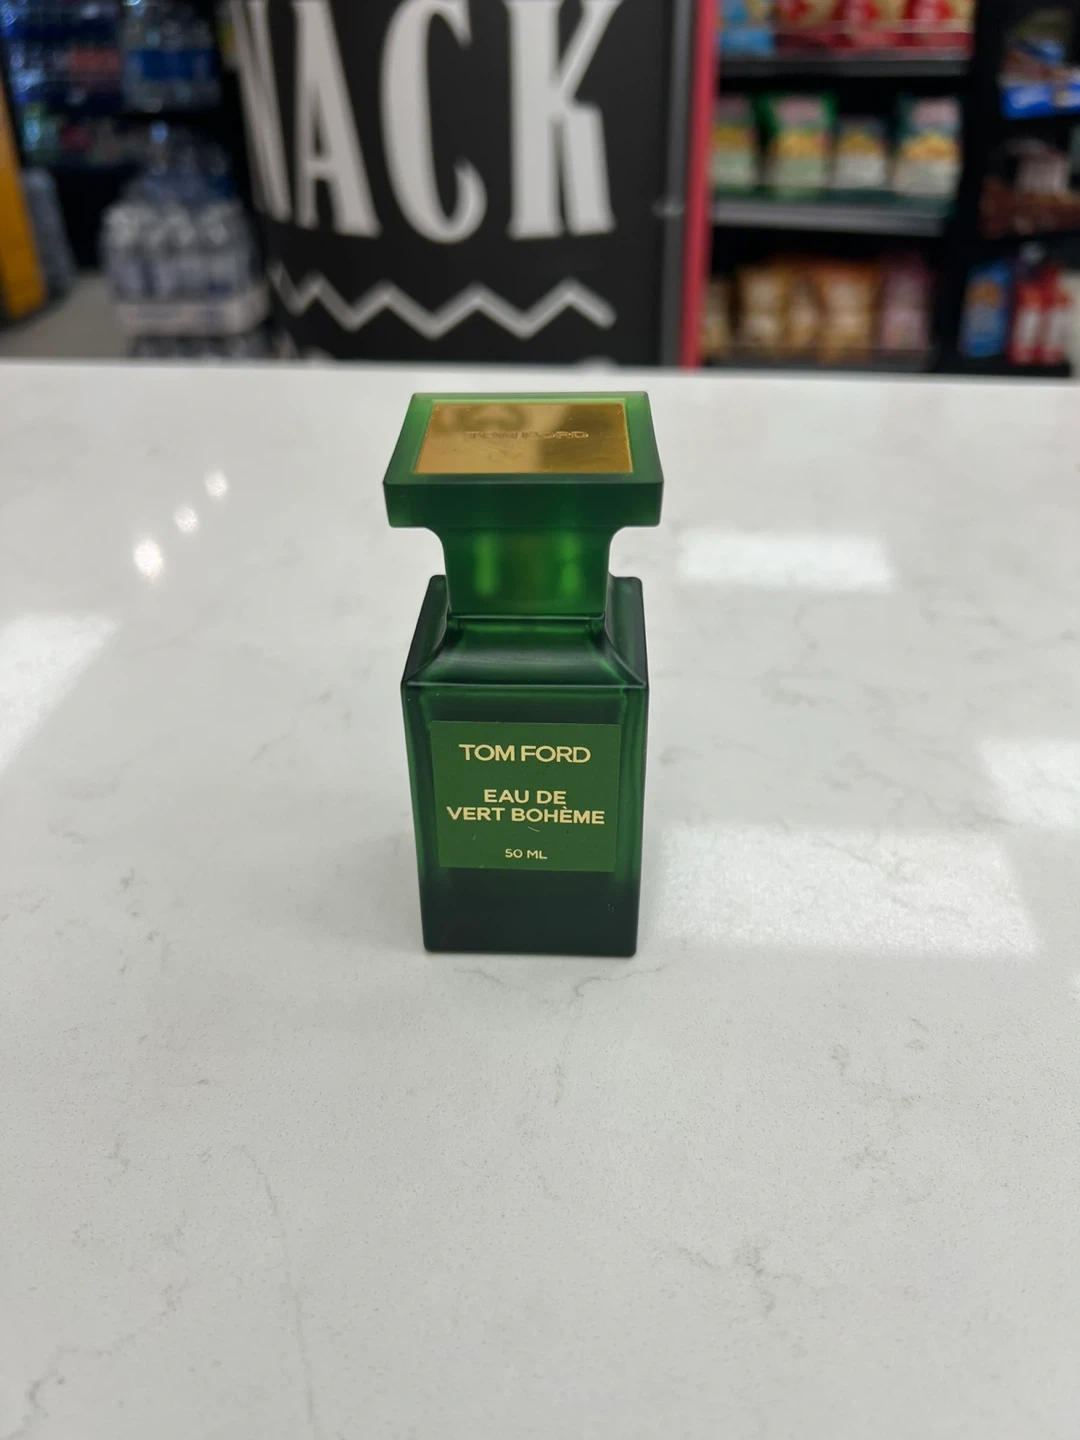 NACK
TOM FORD
TOM FORD
EAU DE
VERT BOHÈME
50 ML